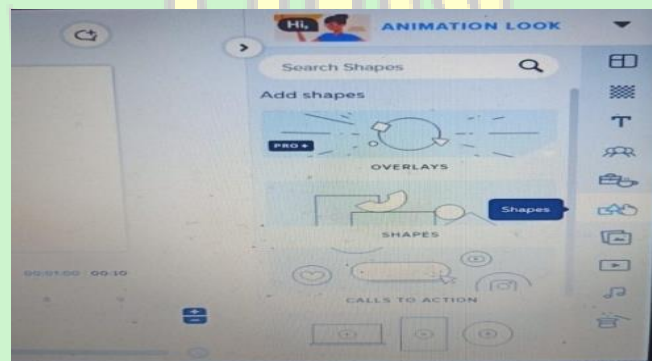 Hi,
ANIMATION LOOK
Search Shapes
Add shapes
PRO +
OVERLAYS
Shapes
SHAPES
00:01:00 00:10
CALLS TO ACTION